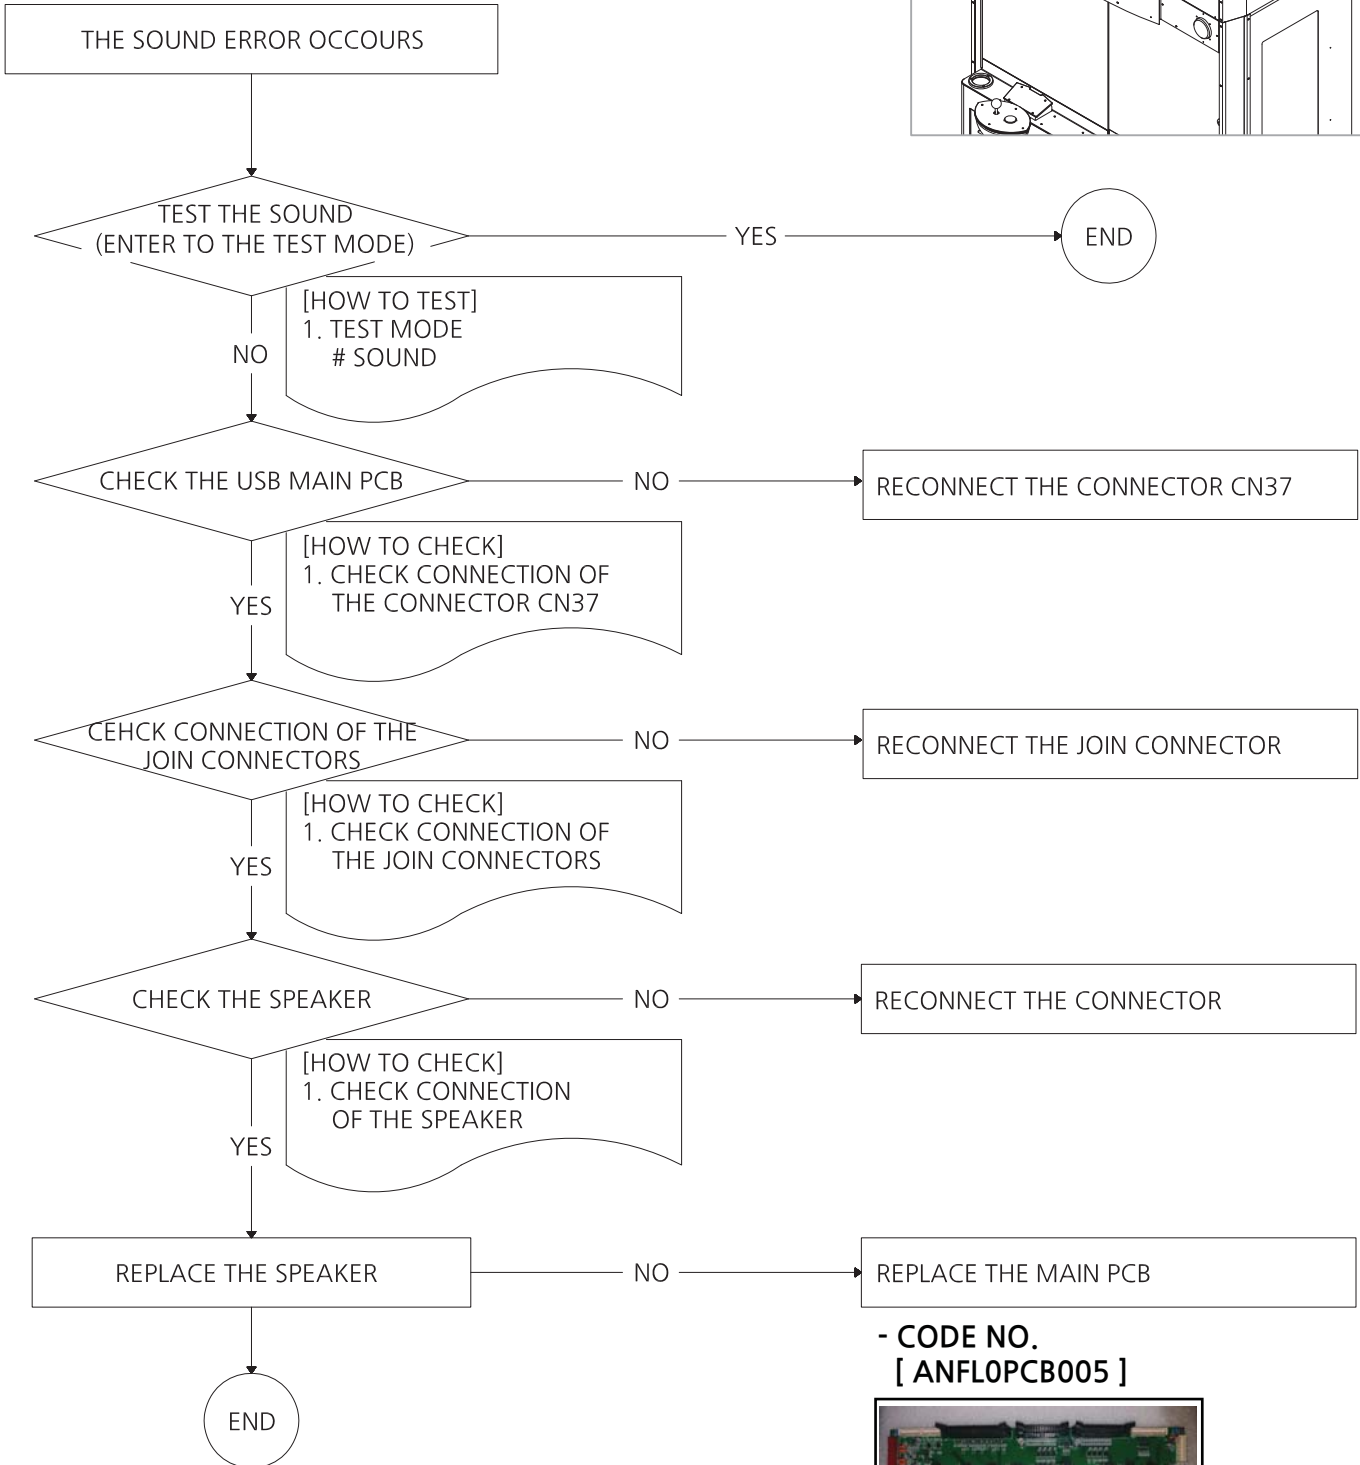 THE SOUND ERROR OCCOURS
TEST THE SOUND
(ENTER TO THE TEST MODE)
YES
END
[HOW TO TEST]
1. TEST MODE
# SOUND
NO
CHECK THE USB MAIN PCB
NO
RECONNECT THE CONNECTOR CN37
[HOW TO CHECK]
1. CHECK CONNECTION OF
THE CONNECTOR CN37
YES
CEHCK CONNECTION OF THE
JOIN CONNECTORS
NO
RECONNECT THE JOIN CONNECTOR
[HOW TO CHECK]
1. CHECK CONNECTION OF
THE JOIN CONNECTORS
YES
CHECK THE SPEAKER
NO
RECONNECT THE CONNECTOR
[HOW TO CHECK]
1. CHECK CONNECTION
OF THE SPEAKER
YES
REPLACE THE SPEAKER
NO
REPLACE THE MAIN PCB
- CODE NO.
[ ANFL0PCB005 ]
END